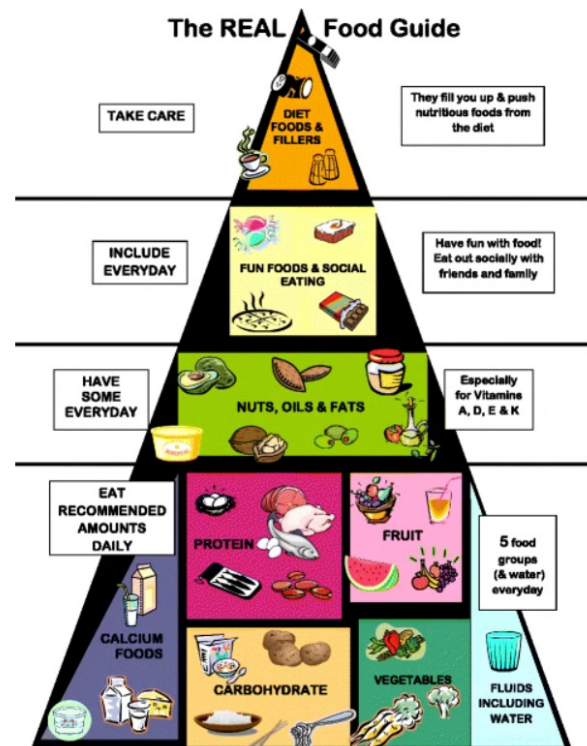 The REAL Food Guide
TAKE CARE
DIET
FOODS &
FILLERS
They fill you up & push
nutritious foods from
the diet
INCLUDE
EVERYDAY
FUN FOODS & SOCIAL
EATING
Have fun with food!
Eat out socially with
friends and family
HAVE
SOME
EVERYDAY
NUTS, OILS & FATS
Especially
for Vitamins
A, D, E & K
EAT
RECOMMENDED
AMOUNTS
DAILY
PROTEIN
FRUIT
5 food
groups
(& water)
everyday
CALCIUM
FOODS
CARBOHYDRATE
VEGETABLES
FLUIDS
INCLUDING
WATER